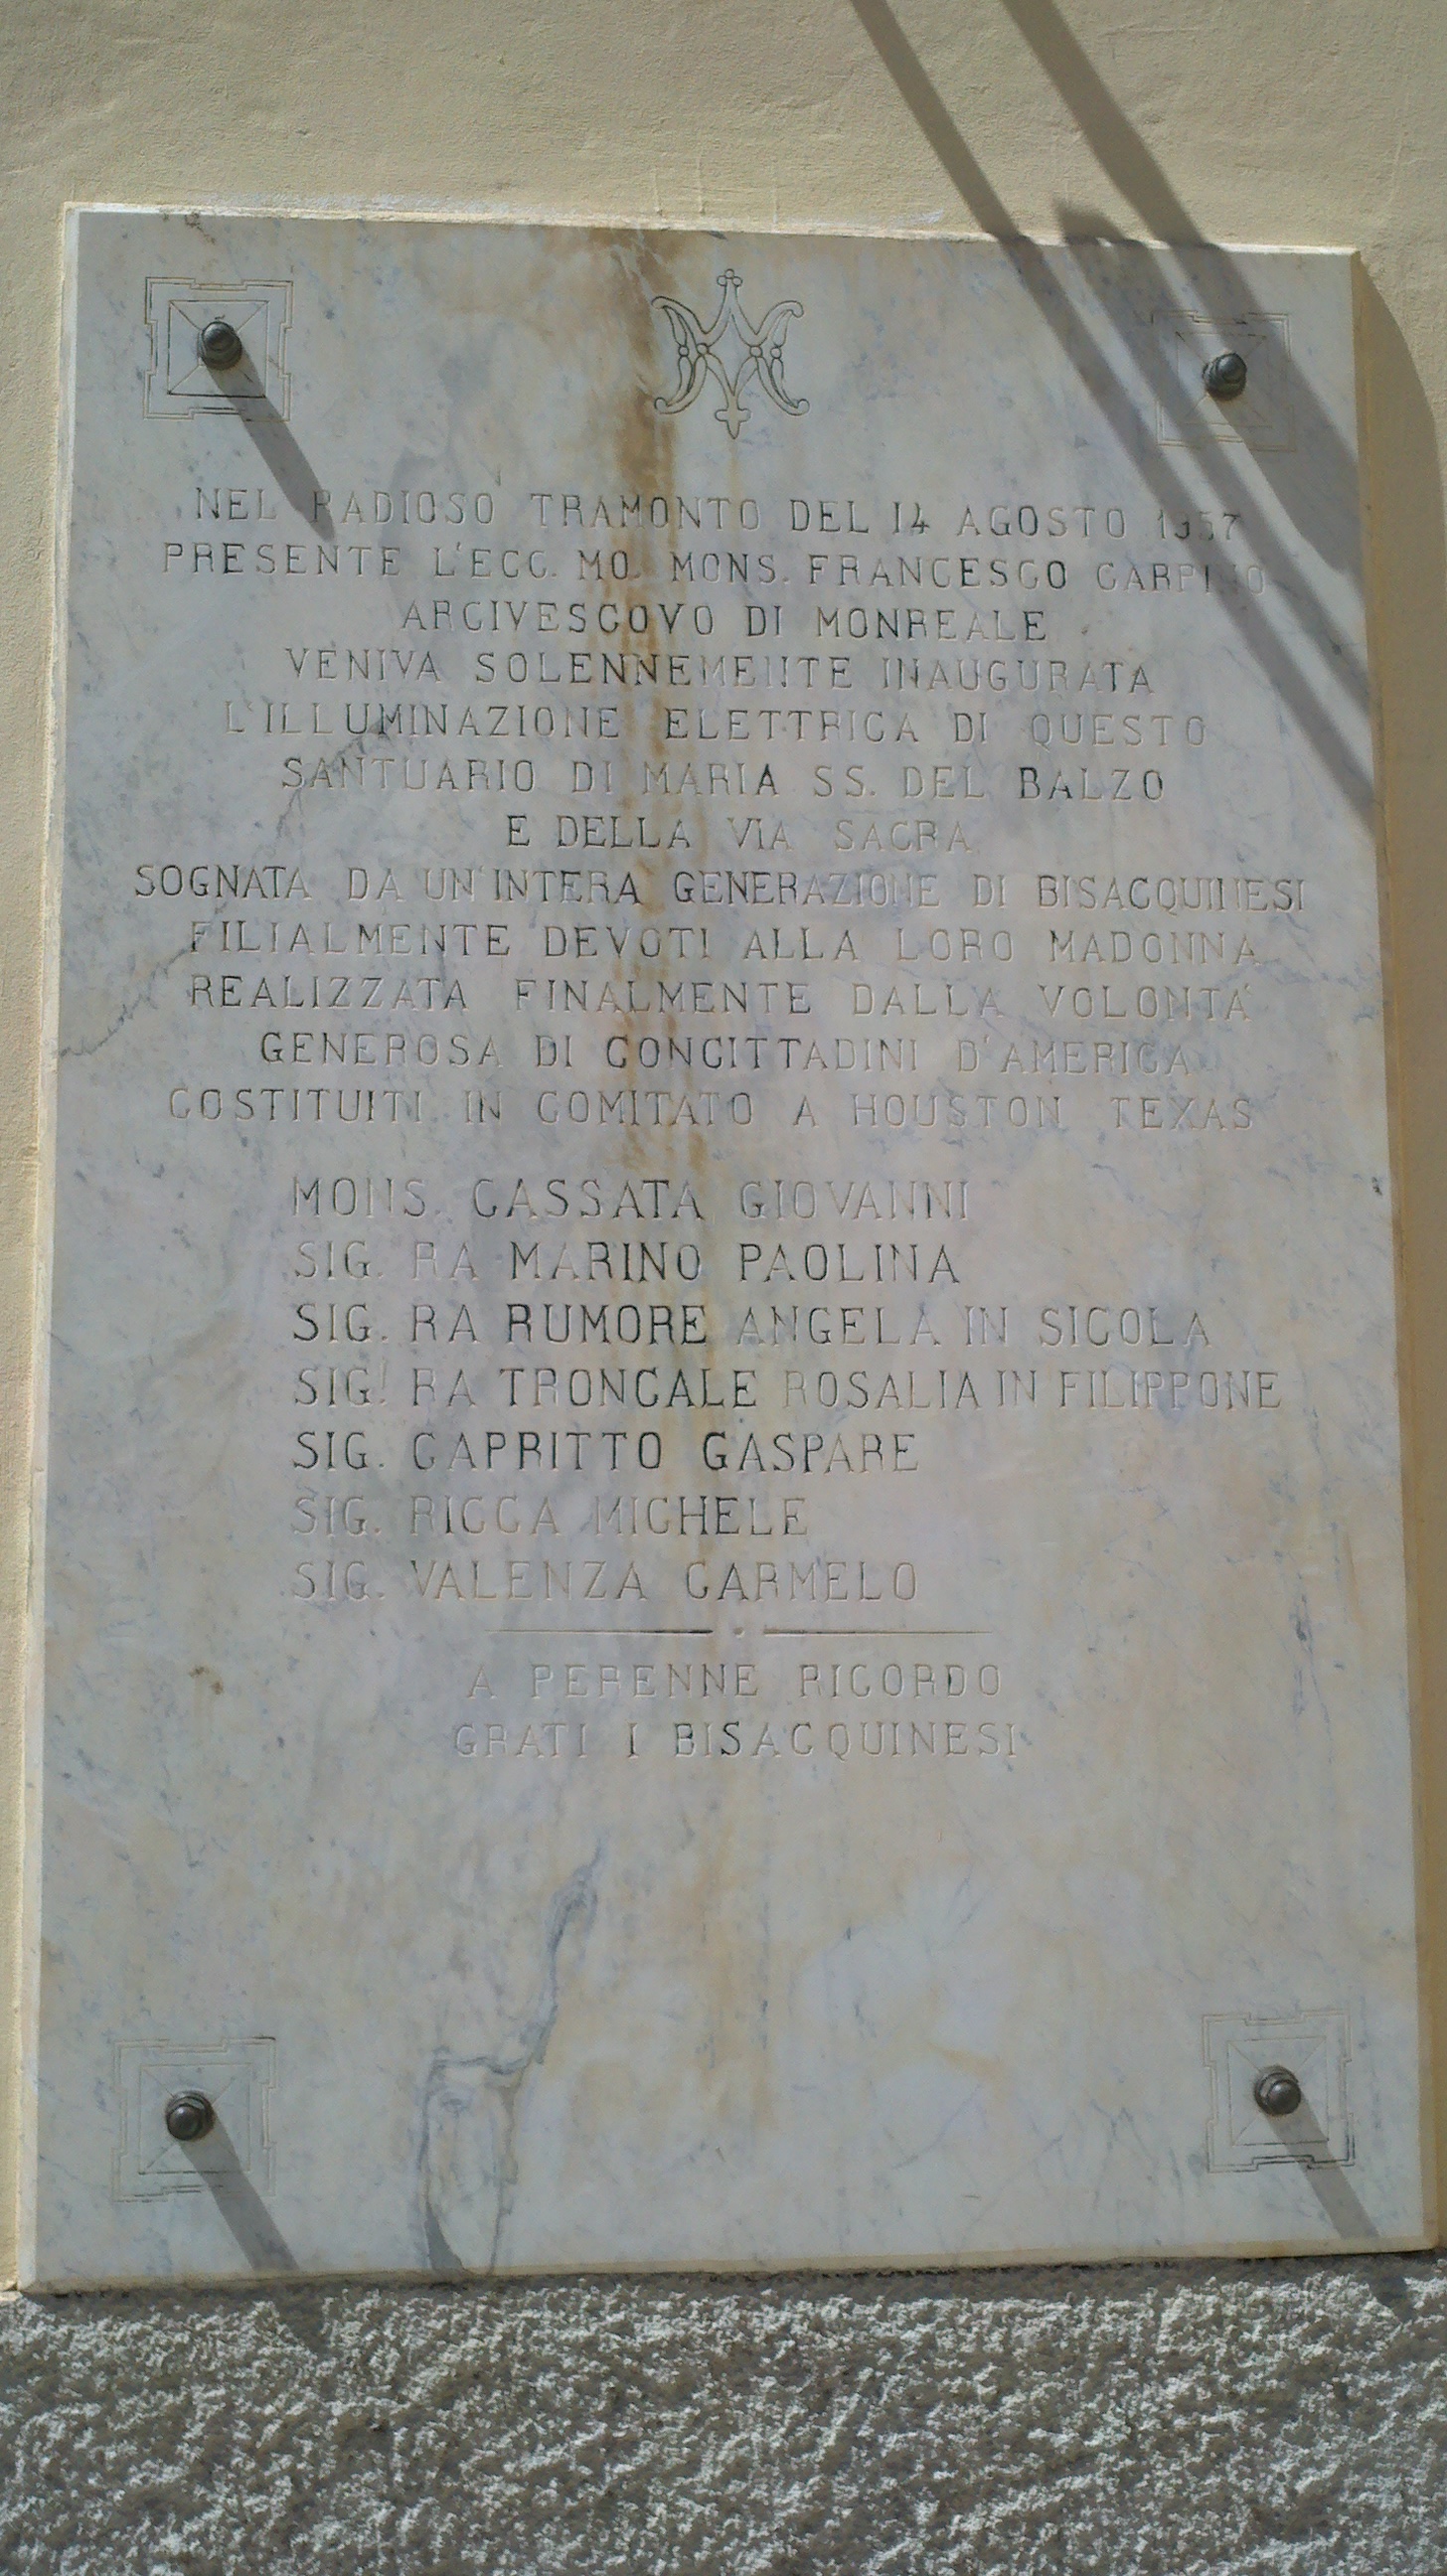 NEL RADIOSO TRAMONTO DEL 14 AGOSTO 1957
PRESENTE L'ECC. MO. MONS. FRANCESCO CARPINO
ARCIVESCOVO DI MONREALE
VENIVA SOLENNEMENTE INAUGURATA
L'ILLUMINAZIONE ELETTRICA DI QUESTO
SANTUARIO DI MARIA SS. DEL BALZO
E DELLA VIA SACRA
SOGNATA DA UN'INTERA GENERAZIONE DI BISACQUINESI
FILIALMENTE DEVOTI ALLA LORO MADONNA
REALIZZATA FINALMENTE DALLA VOLONTA'
GENEROSA DI CONCITTADINI D'AMERICA
COSTITUITI IN COMITATO A HOUSTON TEXAS
MONS. CASSATA GIOVANNI
SIG. RA MARINO PAOLINA
SIG. RA RUMORE ANGELA IN SICOLA
SIG. RA TRONCALE ROSALIA IN FILIPPONE
SIG. CAPRITTO GASPARE
SIG. RICCA MICHELE
SIG. VALENZA CARMELO
A PERENNE RICORDO
GRATI I BISACQUINESI